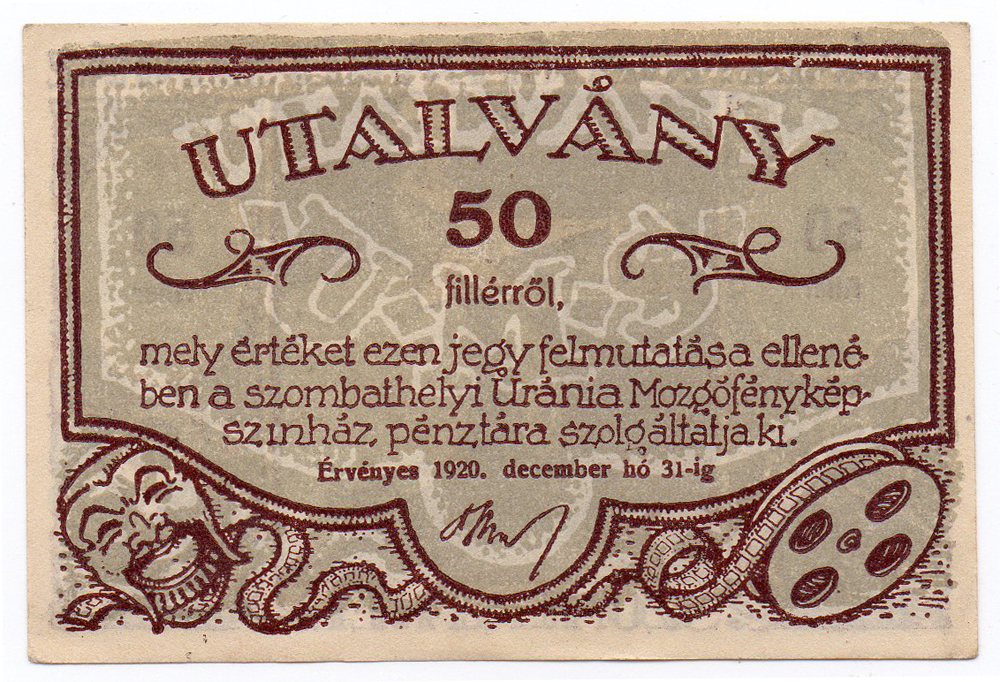 UTALVÁNY
50
fillérről,
mely értéket ezen jegy felmutatása ellené-
ben a szombathelyi Uránia Mozgófénykép-
szinház, pénztára szolgáltatja ki.
Érvényes 1920. december hó 31-ig